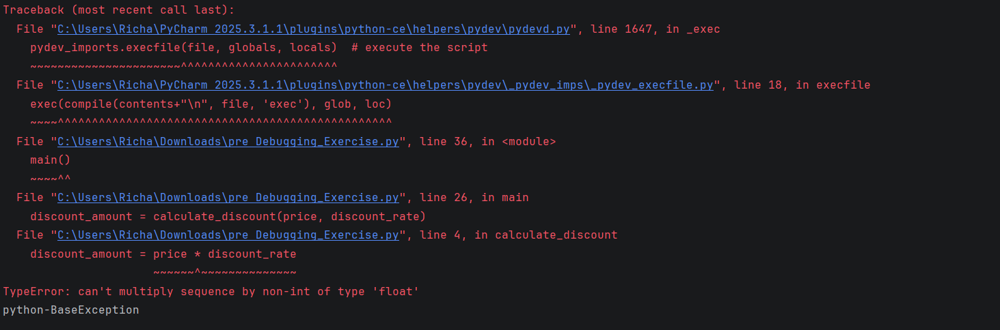 Traceback (most recent call last):
  File "C:\Users\Richa\PyCharm 2025.3.1.1\plugins\python-ce\helpers\pydev\pydevd.py", line 1647, in _exec
    pydev_imports.execfile(file, globals, locals)  # execute the script
    ~~~~~~~~~~~~~~~~~~~~~~^^^^^^^^^^^^^^^^^^^^^^^
  File "C:\Users\Richa\PyCharm 2025.3.1.1\plugins\python-ce\helpers\pydev\_pydev_imps\_pydev_execfile.py", line 18, in execfile
    exec(compile(contents+"\n", file, 'exec'), glob, loc)
    ~~~~^^^^^^^^^^^^^^^^^^^^^^^^^^^^^^^^^^^^^^^^^^^^^^^^^
  File "C:\Users\Richa\Downloads\pre Debugging_Exercise.py", line 36, in <module>
    main()
    ~~~~^^
  File "C:\Users\Richa\Downloads\pre Debugging_Exercise.py", line 26, in main
    discount_amount = calculate_discount(price, discount_rate)
  File "C:\Users\Richa\Downloads\pre Debugging_Exercise.py", line 4, in calculate_discount
    discount_amount = price * discount_rate
                      ~~~~~~^~~~~~~~~~~~~~~
TypeError: can't multiply sequence by non-int of type 'float'
python-BaseException